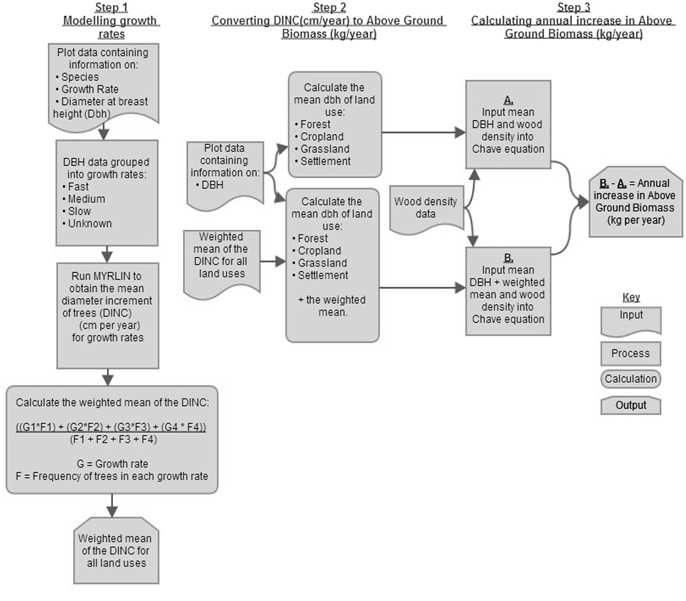 Step 1
Modelling growth
rates
Plot data containing
information on:
• Species
• Growth Rate
• Diameter at breast
height (Dbh)
DBH data grouped
into growth rates:
• Fast
• Medium
• Slow
• Unknown
Run MYRLIN to
obtain the mean
diameter increment
of trees (DINC)
(cm per year)
for growth rates
Calculate the weighted mean of the DINC:
((G1*F1) + (G2*F2) + (G3*F3) + (G4 * F4))
(F1 + F2 + F3 + F4)
G = Growth rate
F = Frequency of trees in each growth rate
Weighted mean
of the DINC for
all land uses
Step 2
Converting DINC(cm/year) to Above Ground
Biomass (kg/year)
Plot data
containing
information on:
• DBH
Weighted
mean of the
DINC for all
land uses
Calculate the
mean dbh of land
use:
• Forest
• Cropland
• Grassland
• Settlement
Calculate the
mean dbh of land
use:
• Forest
• Cropland
• Grassland
• Settlement
+ the weighted
mean.
Step 3
Calculating annual increase in Above
Ground Biomass (kg/year)
Wood density
data
A.
Input mean
DBH and wood
density into
Chave equation
B.
Input mean
DBH + weighted
mean and wood
density into
Chave equation
B. - A. = Annual
increase in Above
Ground Biomass
(kg per year)
Key
Input
Process
Calculation
Output